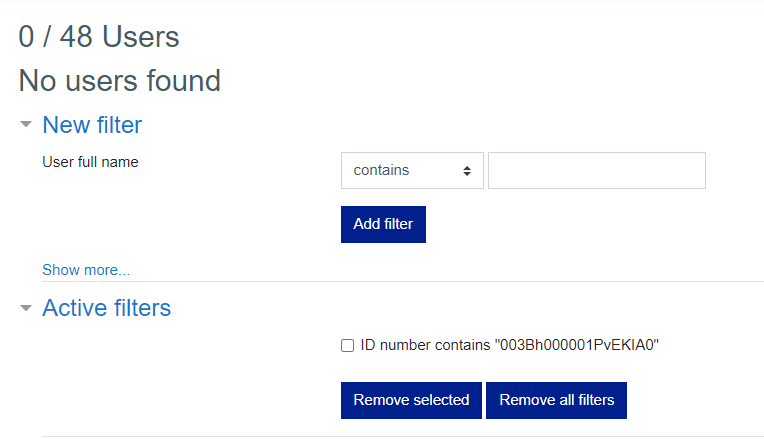 0 / 48 Users
No users found
New filter
User full name
contains
Add filter
Show more...
Active filters
ID number contains "003Bh000001PvEKIA0"
Remove selected Remove all filters